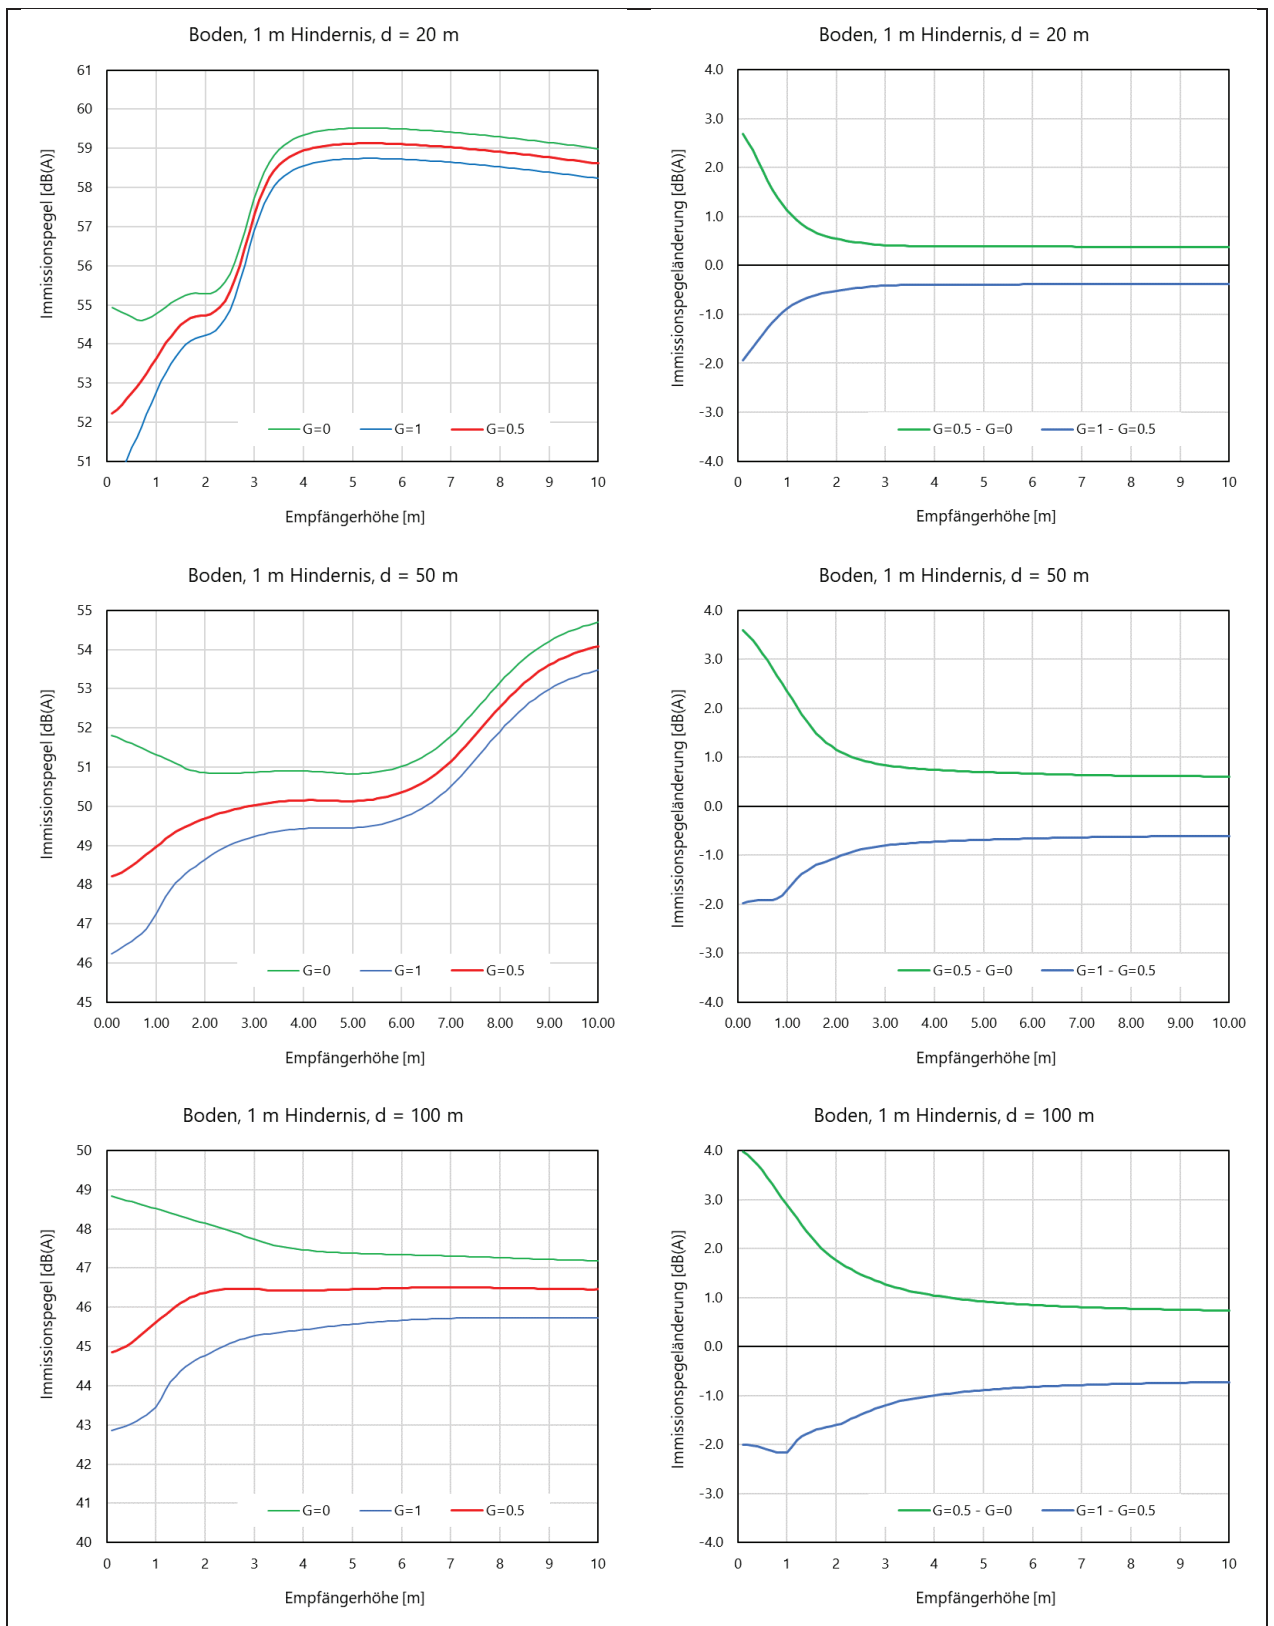 Boden, 1 m Hindernis, d = 20 m
Immissionspegel [dB(A)]
61
60
59
58
57
56
55
54
53
52
51
G=0 G=1 G=0.5
0 1 2 3 4 5 6 7 8 9 10
Empfängerhöhe [m]
Boden, 1 m Hindernis, d = 20 m
Immissionspegeländerung [dB(A)]
4.0
3.0
2.0
1.0
0.0
-1.0
-2.0
-3.0
-4.0
G=0.5 - G=0 G=1 - G=0.5
0 1 2 3 4 5 6 7 8 9 10
Empfängerhöhe [m]
Boden, 1 m Hindernis, d = 50 m
Immissionspegel [dB(A)]
55
54
53
52
51
50
49
48
47
46
45
G=0 G=1 G=0.5
0.00 1.00 2.00 3.00 4.00 5.00 6.00 7.00 8.00 9.00 10.00
Empfängerhöhe [m]
Boden, 1 m Hindernis, d = 50 m
Immissionspegeländerung [dB(A)]
4.0
3.0
2.0
1.0
0.0
-1.0
-2.0
-3.0
-4.0
G=0.5 - G=0 G=1 - G=0.5
0.00 1.00 2.00 3.00 4.00 5.00 6.00 7.00 8.00 9.00 10.00
Empfängerhöhe [m]
Boden, 1 m Hindernis, d = 100 m
Immissionspegel [dB(A)]
50
49
48
47
46
45
44
43
42
41
40
G=0 G=1 G=0.5
0 1 2 3 4 5 6 7 8 9 10
Empfängerhöhe [m]
Boden, 1 m Hindernis, d = 100 m
Immissionspegeländerung [dB(A)]
4.0
3.0
2.0
1.0
0.0
-1.0
-2.0
-3.0
-4.0
G=0.5 - G=0 G=1 - G=0.5
0 1 2 3 4 5 6 7 8 9 10
Empfängerhöhe [m]